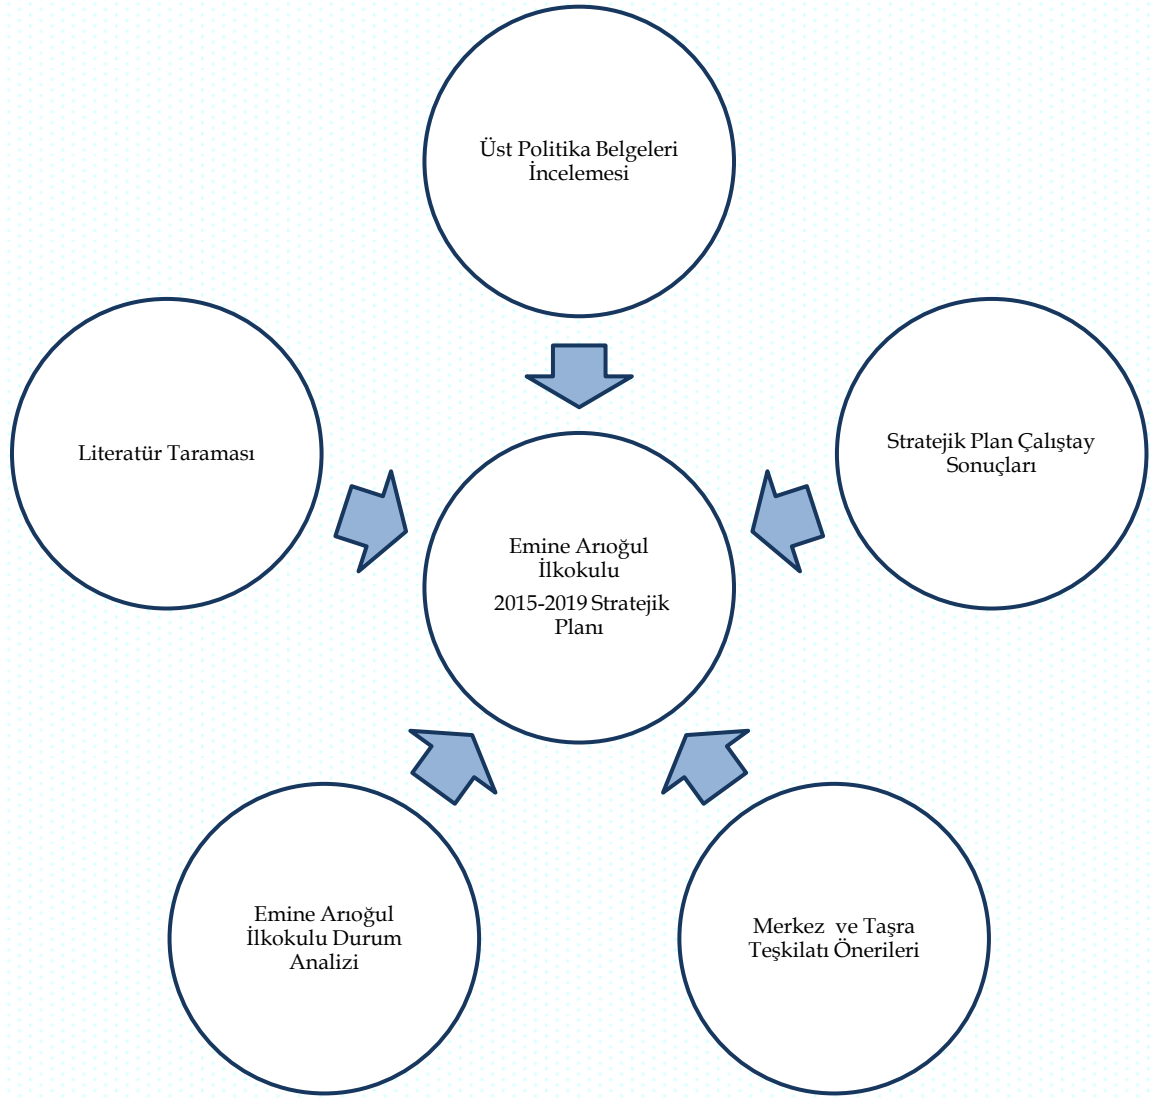 Üst Politika Belgeleri
İncelemesi
Literatür Taraması
Stratejik Plan Çalıştay
Sonuçları
Emine Arıoğul
İlkokulu
2015-2019 Stratejik
Planı
Emine Arıoğul
İlkokulu Durum
Analizi
Merkez ve Taşra
Teşkilatı Önerileri